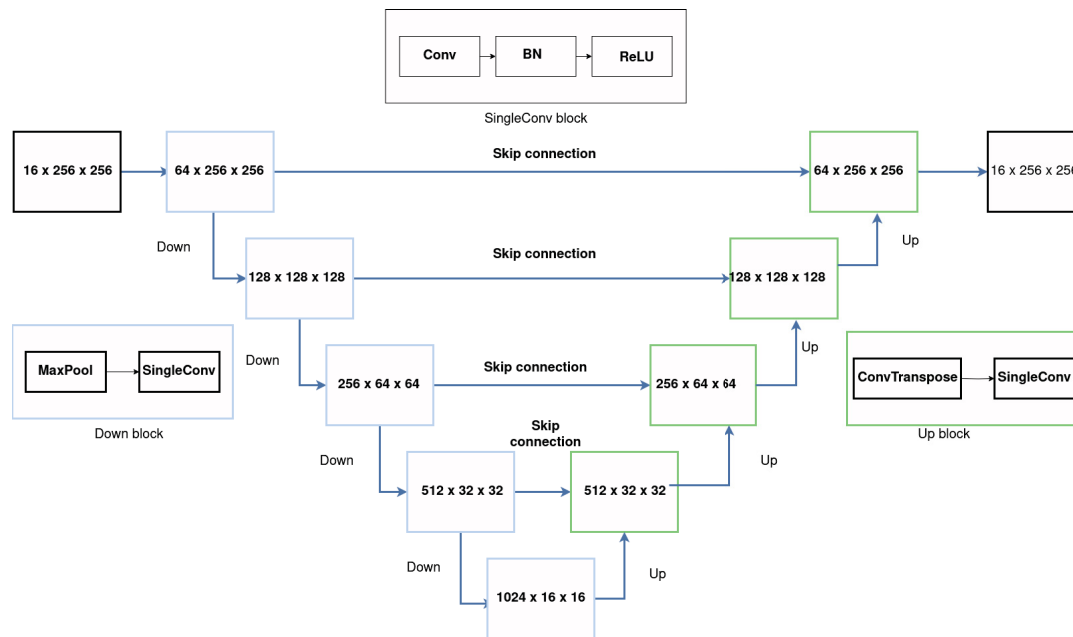 Conv
BN
ReLU
SingleConv block
16 x 256 x 256
64 x 256 x 256
Skip connection
64 x 256 x 256
16 x 256 x 256
Down
Up
128 x 128 x 128
Skip connection
128 x 128 x 128
MaxPool
SingleConv
Down block
Down
Up
ConvTranspose
SingleConv
Up block
256 x 64 x 64
Skip connection
256 x 64 x 64
Skip
connection
Down
Up
512 x 32 x 32
512 x 32 x 32
Down
Up
1024 x 16 x 16